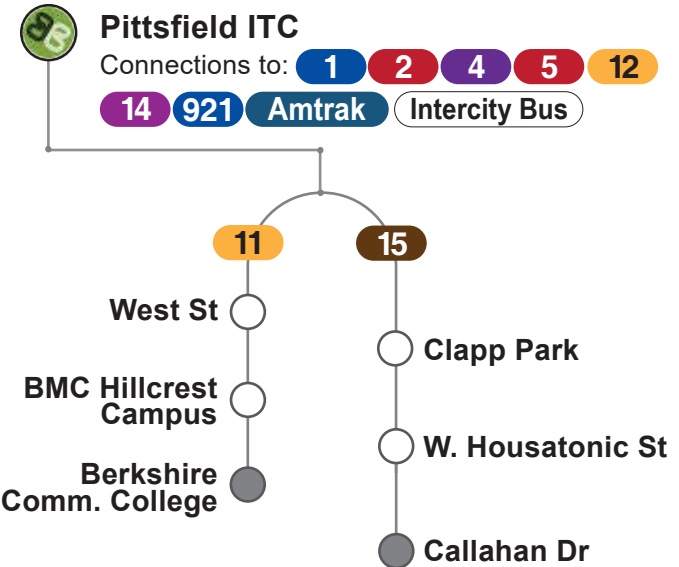 Pittsfield ITC
Connections to: 1 2 4 5 12
14 921 Amtrak Intercity Bus
11
15
West St
BMC Hillcrest
Campus
Berkshire
Comm. College
Clapp Park
W. Housatonic St
Callahan Dr